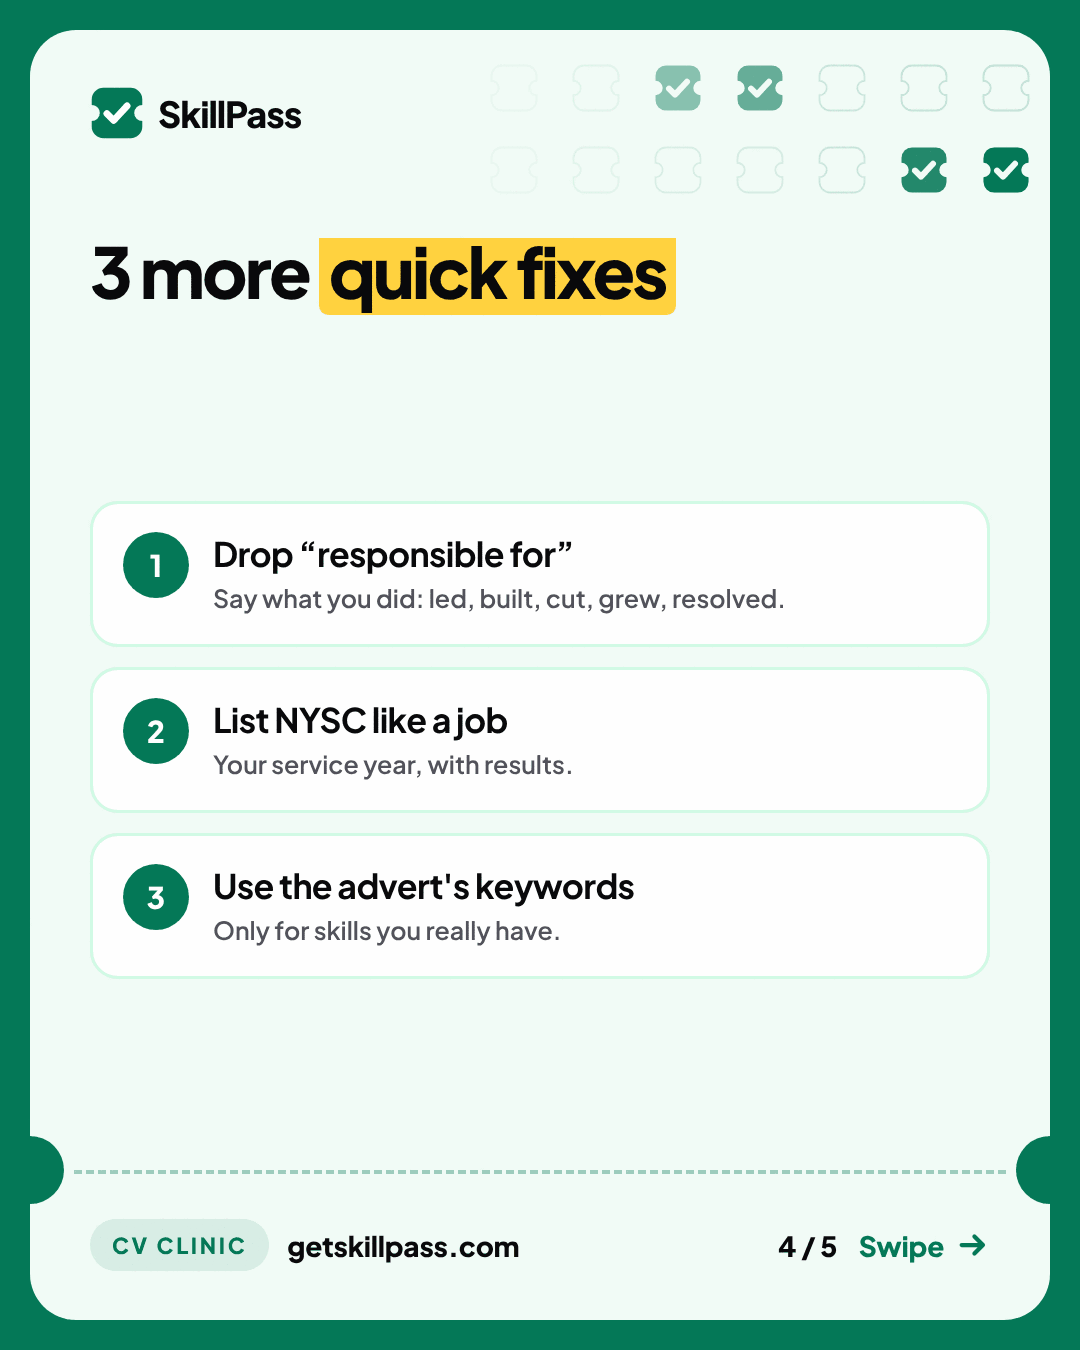 SkillPass
3 more quick fixes
1
Drop “responsible for”
Say what you did: led, built, cut, grew, resolved.
2
List NYSC like a job
Your service year, with results.
3
Use the advert's keywords
Only for skills you really have.
CV CLINIC getskillpass.com 4 / 5 Swipe →